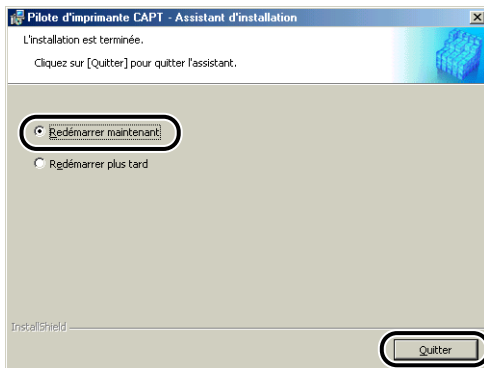 Pilote d'imprimante CAPT - Assistant d'installation
L'installation est terminée.
Cliquez sur [Quitter] pour quitter l'assistant.
Redémarrer maintenant
Redémarrer plus tard
InstallShield
Quitter